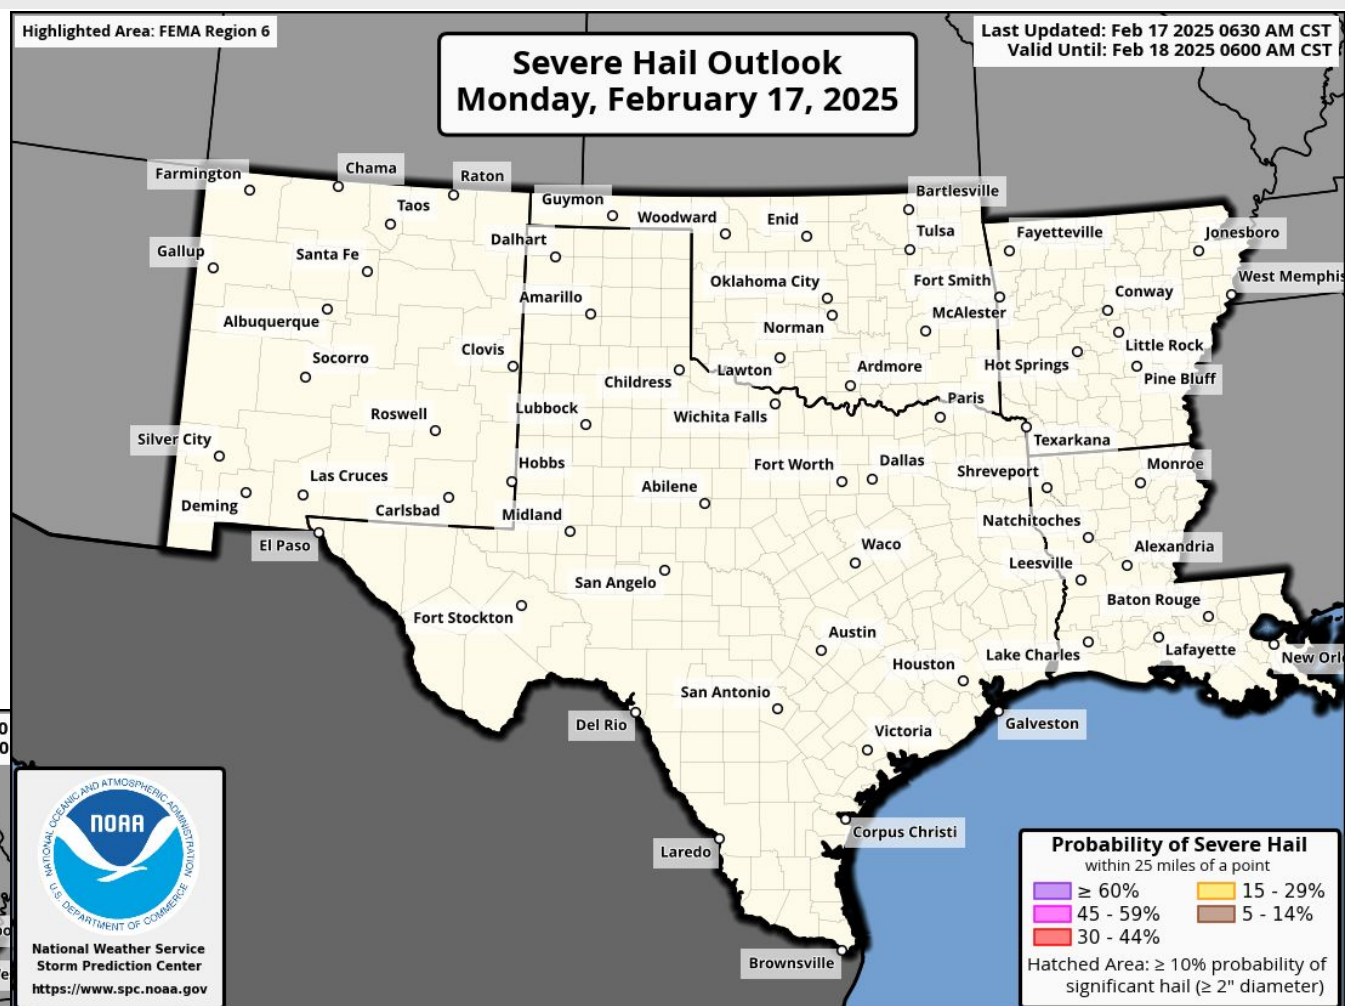 Highlighted Area: FEMA Region 6
Last Updated: Feb 17 2025 0630 AM CST
Valid Until: Feb 18 2025 0600 AM CST
Severe Hail Outlook
Monday, February 17, 2025
Farmington
Chama
Raton
Taos
Guymon
Woodward
Enid
Bartlesville
Tulsa
Fayetteville
Jonesboro
Gallup
Santa Fe
Dalhart
Oklahoma City
Fort Smith
West Memphis
Albuquerque
Amarillo
Norman
McAlester
Conway
Little Rock
Socorro
Clovis
Childress
Lawton
Ardmore
Hot Springs
Pine Bluff
Roswell
Lubbock
Wichita Falls
Paris
Texarkana
Silver City
Las Cruces
Hobbs
Fort Worth
Dallas
Shreveport
Monroe
Deming
Carlsbad
Midland
Abilene
Natchitoches
El Paso
San Angelo
Waco
Leesville
Alexandria
Fort Stockton
Austin
Baton Rouge
Houston
Lake Charles
Lafayette
New Orl
San Antonio
Del Rio
Victoria
Galveston
Laredo
Corpus Christi
Brownsville
NATIONAL OCEANIC AND ATMOSPHERIC ADMINISTRATION
NOAA
U.S. DEPARTMENT OF COMMERCE
National Weather Service
Storm Prediction Center
https://www.spc.noaa.gov
Probability of Severe Hail
within 25 miles of a point
≥ 60%
15 - 29%
45 - 59%
5 - 14%
30 - 44%
Hatched Area: ≥ 10% probability of
significant hail (≥ 2" diameter)